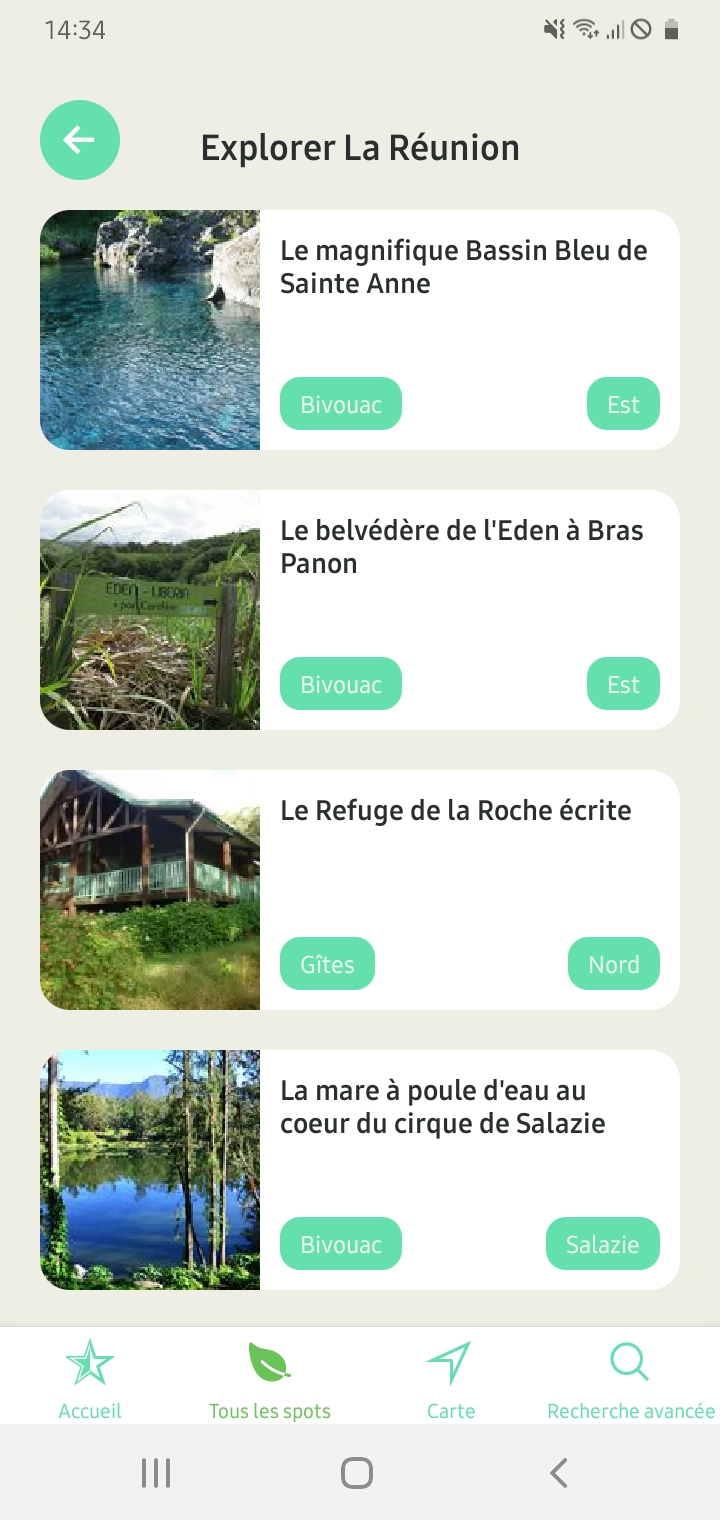 14:34
Explorer La Réunion
Le magnifique Bassin Bleu de
Sainte Anne
Bivouac
Est
Le belvédère de l'Eden à Bras
Panon
EDEN - LIBERIA
Bivouac
Est
Le Refuge de la Roche écrite
Gîtes
Nord
La mare à poule d'eau au
coeur du cirque de Salazie
Bivouac
Salazie
Accueil
Tous les spots
Carte
Recherche avancée